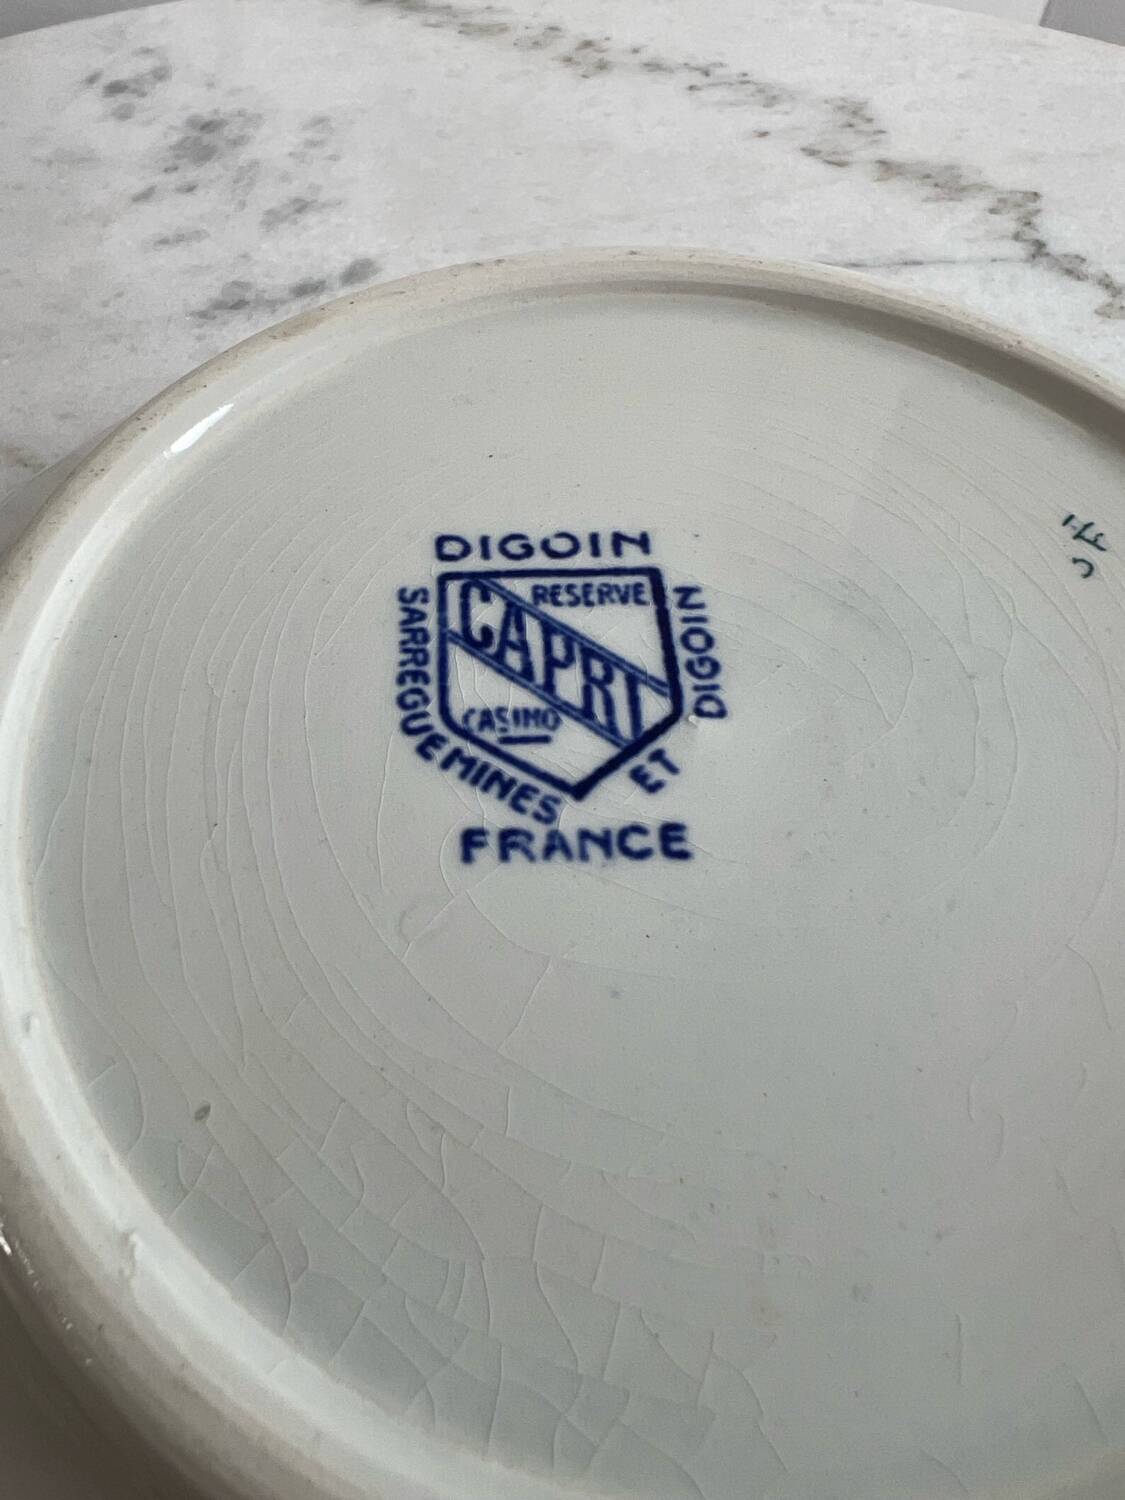 DIGOIN
RESERVE
CAPRI
CASINO
SARREGUEMINES ET DIGOIN
FRANCE